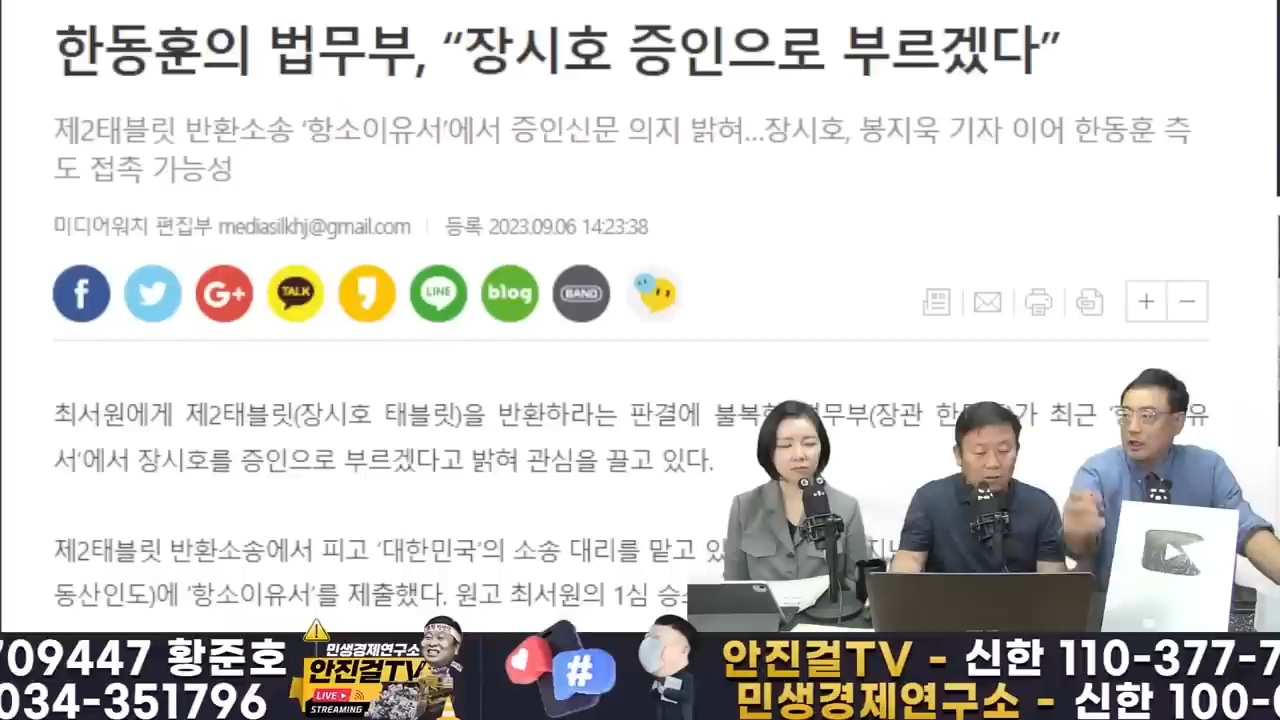 한동훈의 법무부, “장시호 증인으로 부르겠다”
제2태블릿 반환소송 ‘항소이유서’에서 증인신문 의지 밝혀...장시호, 봉지욱 기자 이어 한동훈 측
도 접촉 가능성
미디어워치 편집부 mediasilkhj@gmail.com 등록 2023.09.06 14:23:38
f G+ TALK LINE blog BAND
+ −
최서원에게 제2태블릿(장시호 태블릿)을 반환하라는 판결에 가 최근
서’에서 장시호를 증인으로 부르겠다고 밝혀 관심을 끌고 있다.
제2태블릿 반환소송에서 피고 ‘대한민국’의 소송 대리를 맡고
동산인도)에 ‘항소이유서’를 제출했다. 원고 최서원의 1심
709447 황준호
034-351796
민생경제연구소
안진걸TV
LIVE
STREAMING
#
안진걸TV - 신한 110-377-7
민생경제연구소 - 신한 100-